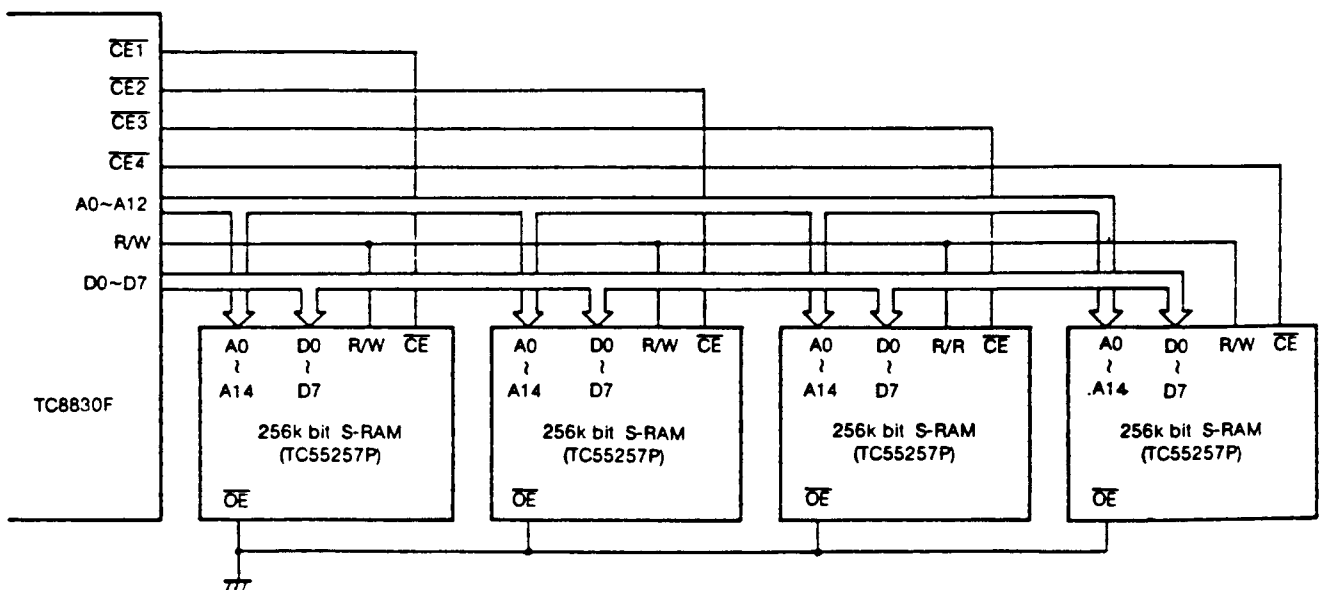 CE1
CE2
CE3
CE4
A0~A12
R/W
D0~D7
TC8830F
A0 D0 R/W CE
~ ~
A14 D7
256k bit S-RAM
(TC55257P)
OE
A0 D0 R/W CE
~ ~
A14 D7
256k bit S-RAM
(TC55257P)
OE
A0 D0 R/R CE
~ ~
A14 D7
256k bit S-RAM
(TC55257P)
OE
A0 D0 R/W CE
~ ~
A14 D7
256k bit S-RAM
(TC55257P)
OE